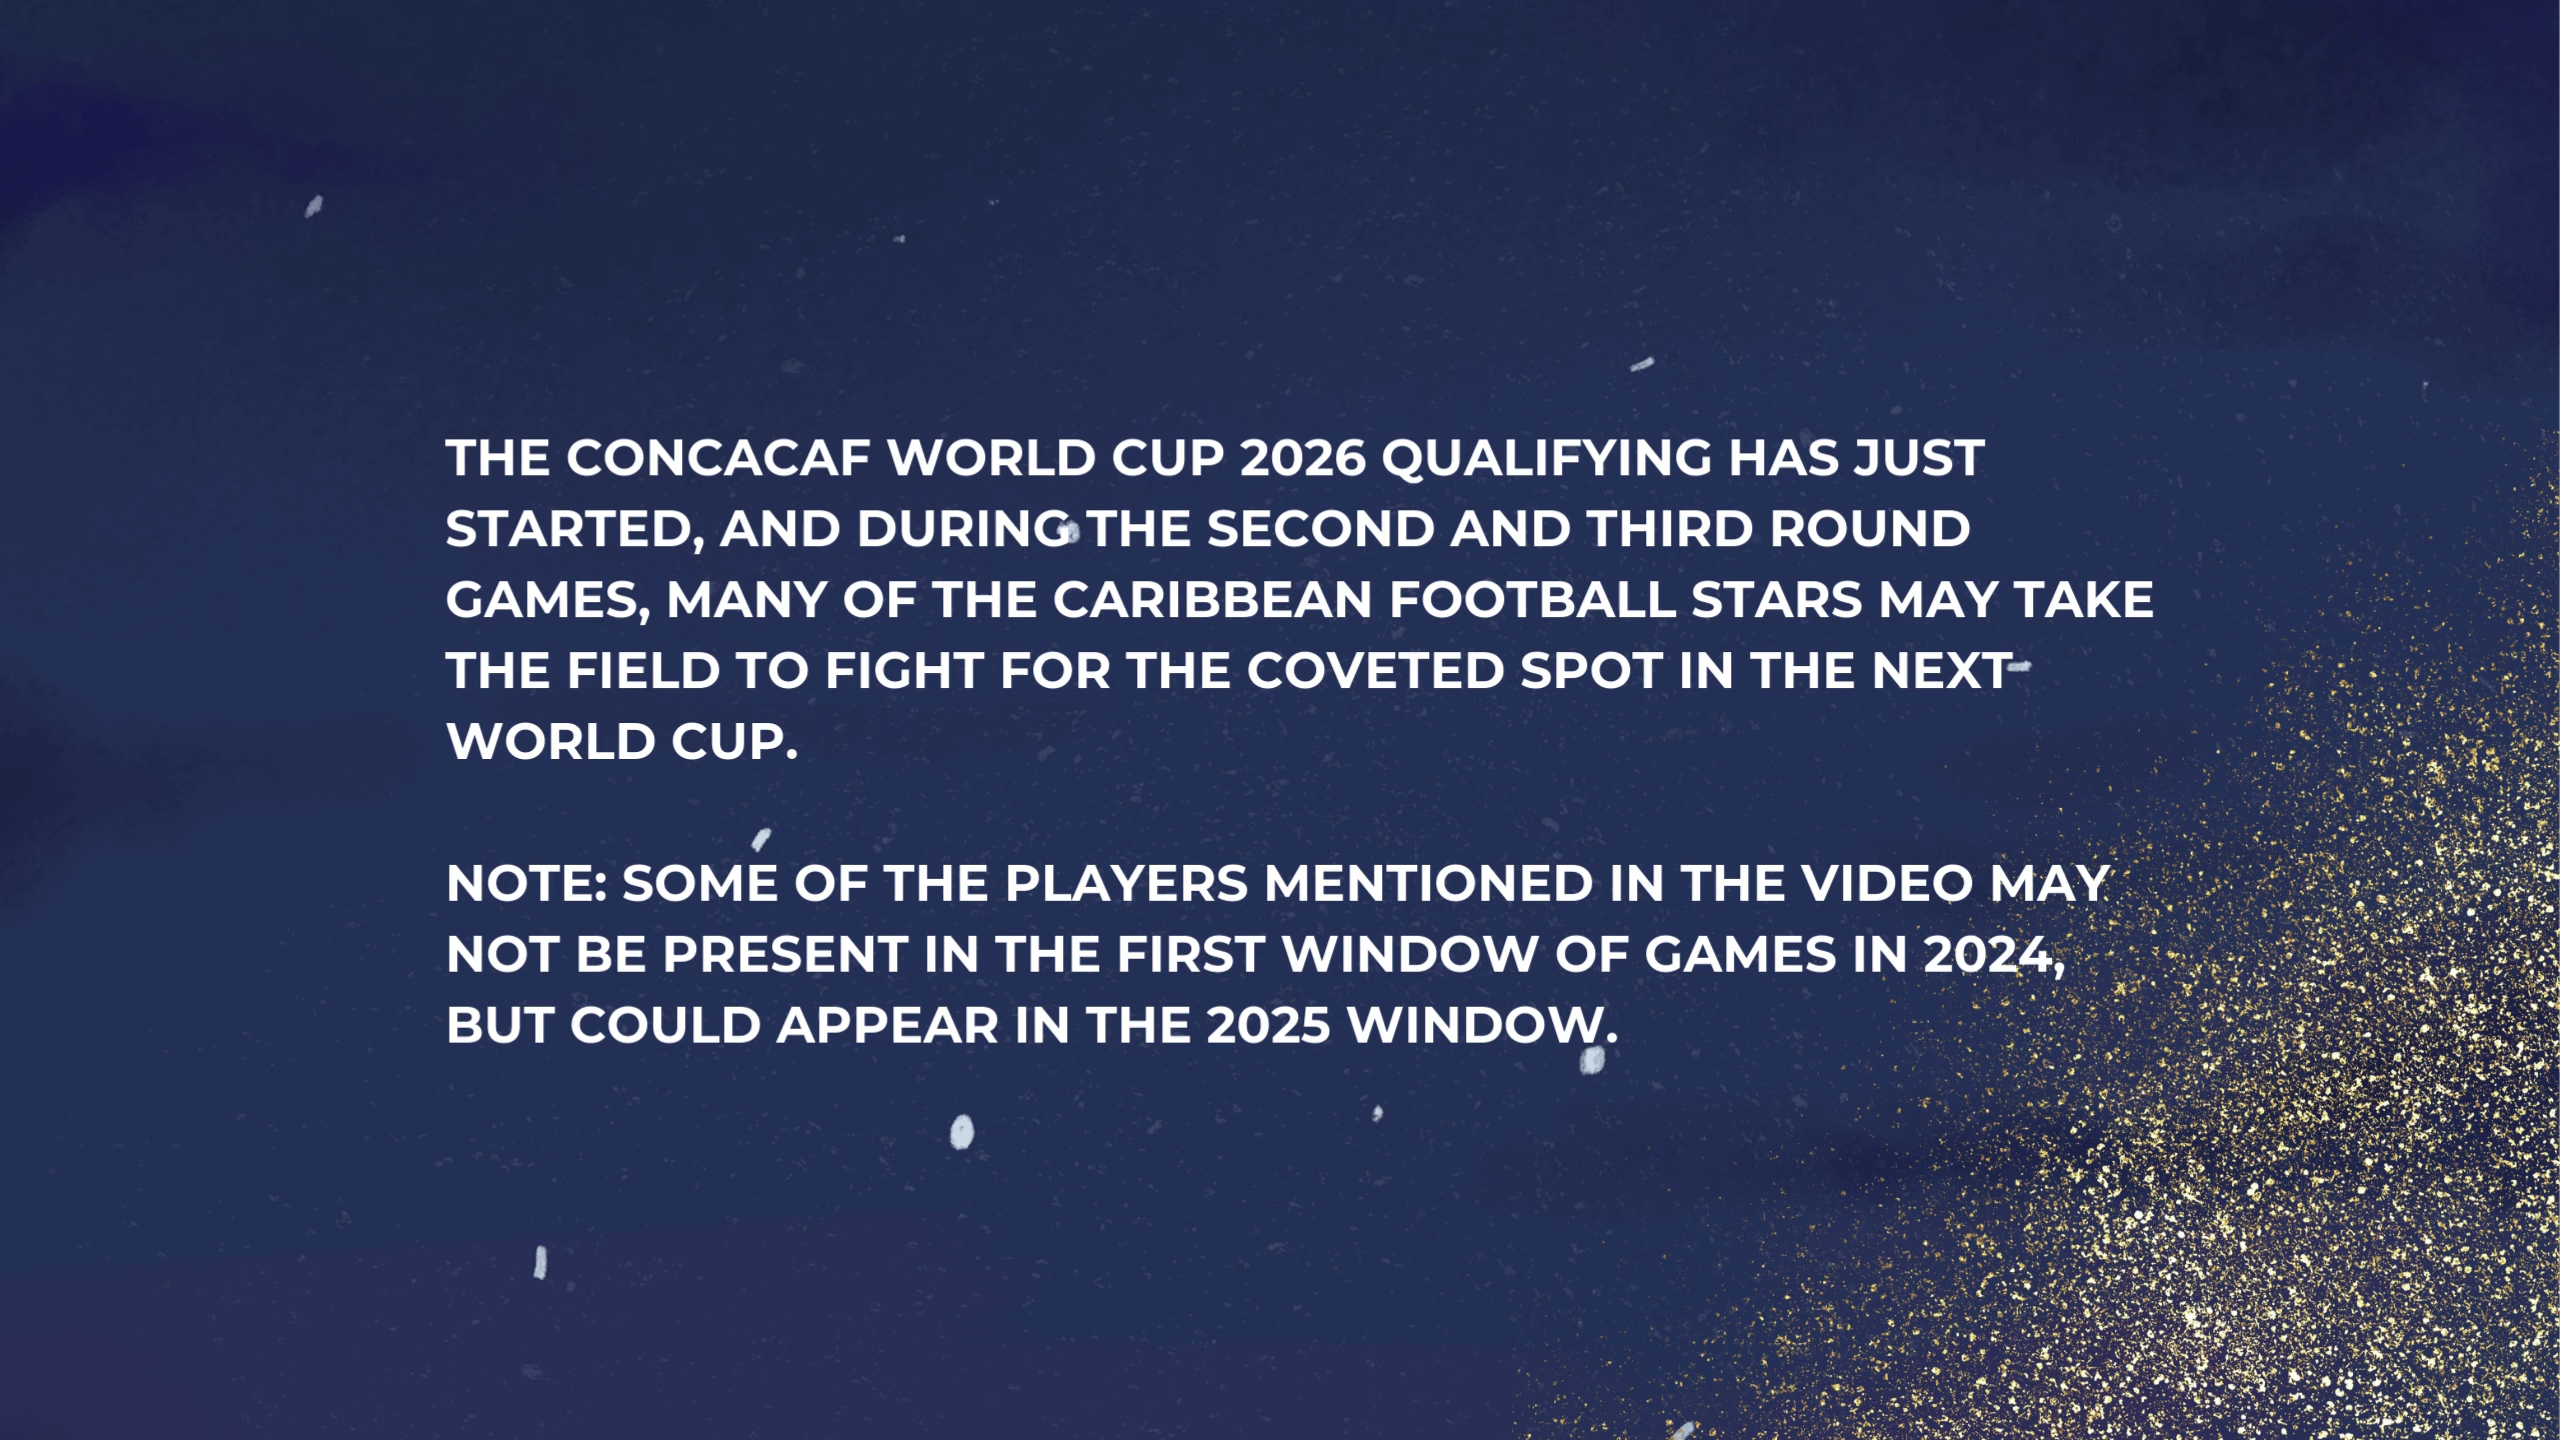 THE CONCACAF WORLD CUP 2026 QUALIFYING HAS JUST
STARTED, AND DURING THE SECOND AND THIRD ROUND
GAMES, MANY OF THE CARIBBEAN FOOTBALL STARS MAY TAKE
THE FIELD TO FIGHT FOR THE COVETED SPOT IN THE NEXT
WORLD CUP.
NOTE: SOME OF THE PLAYERS MENTIONED IN THE VIDEO MAY
NOT BE PRESENT IN THE FIRST WINDOW OF GAMES IN 2024,
BUT COULD APPEAR IN THE 2025 WINDOW.